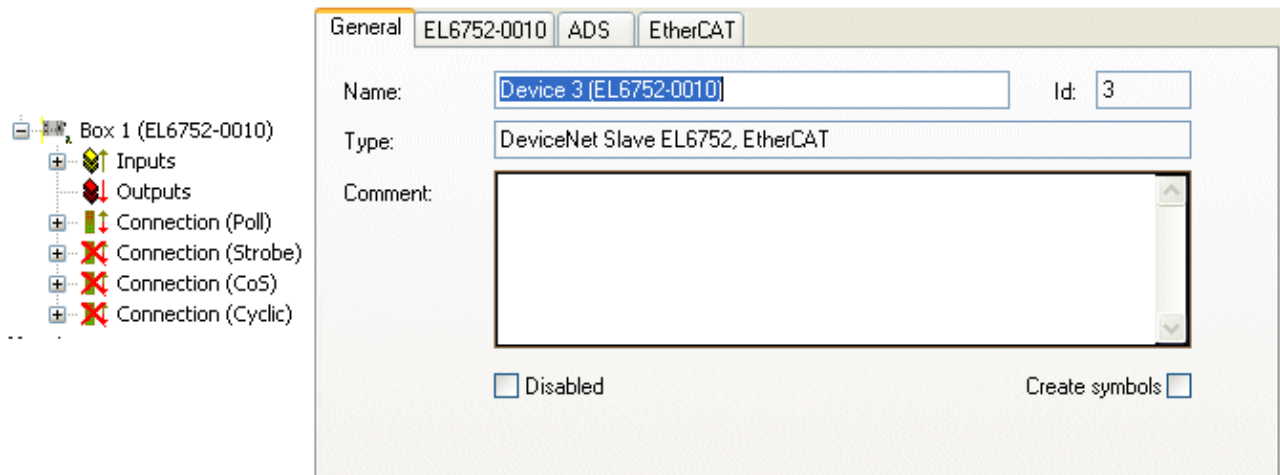 Box 1 (EL6752-0010)
Inputs
Outputs
Connection (Poll)
Connection (Strobe)
Connection (CoS)
Connection (Cyclic)
General EL6752-0010 ADS EtherCAT
Name: Device 3 (EL6752-0010) Id: 3
Type: DeviceNet Slave EL6752, EtherCAT
Comment:
Disabled Create symbols